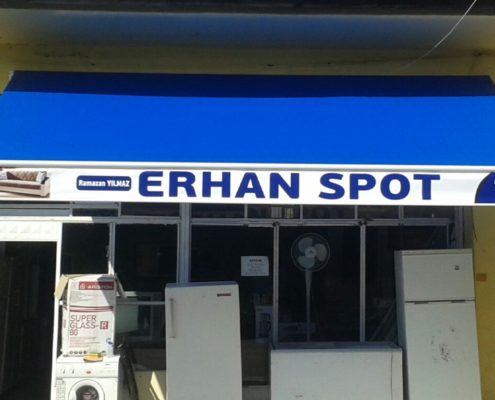 Ramazan YILMAZ ERHAN SPOT
ARISTON
SUPER
GLASS-R
80